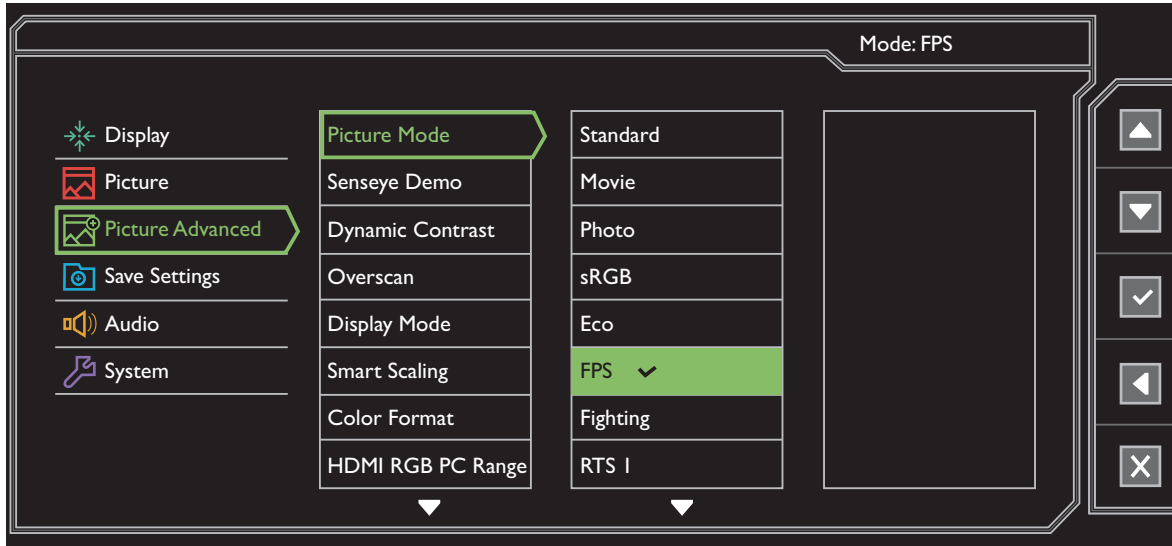 Mode: FPS
Display
Picture
Picture Advanced
Save Settings
Audio
System
Picture Mode
Senseye Demo
Dynamic Contrast
Overscan
Display Mode
Smart Scaling
Color Format
HDMI RGB PC Range
Standard
Movie
Photo
sRGB
Eco
FPS
Fighting
RTS 1